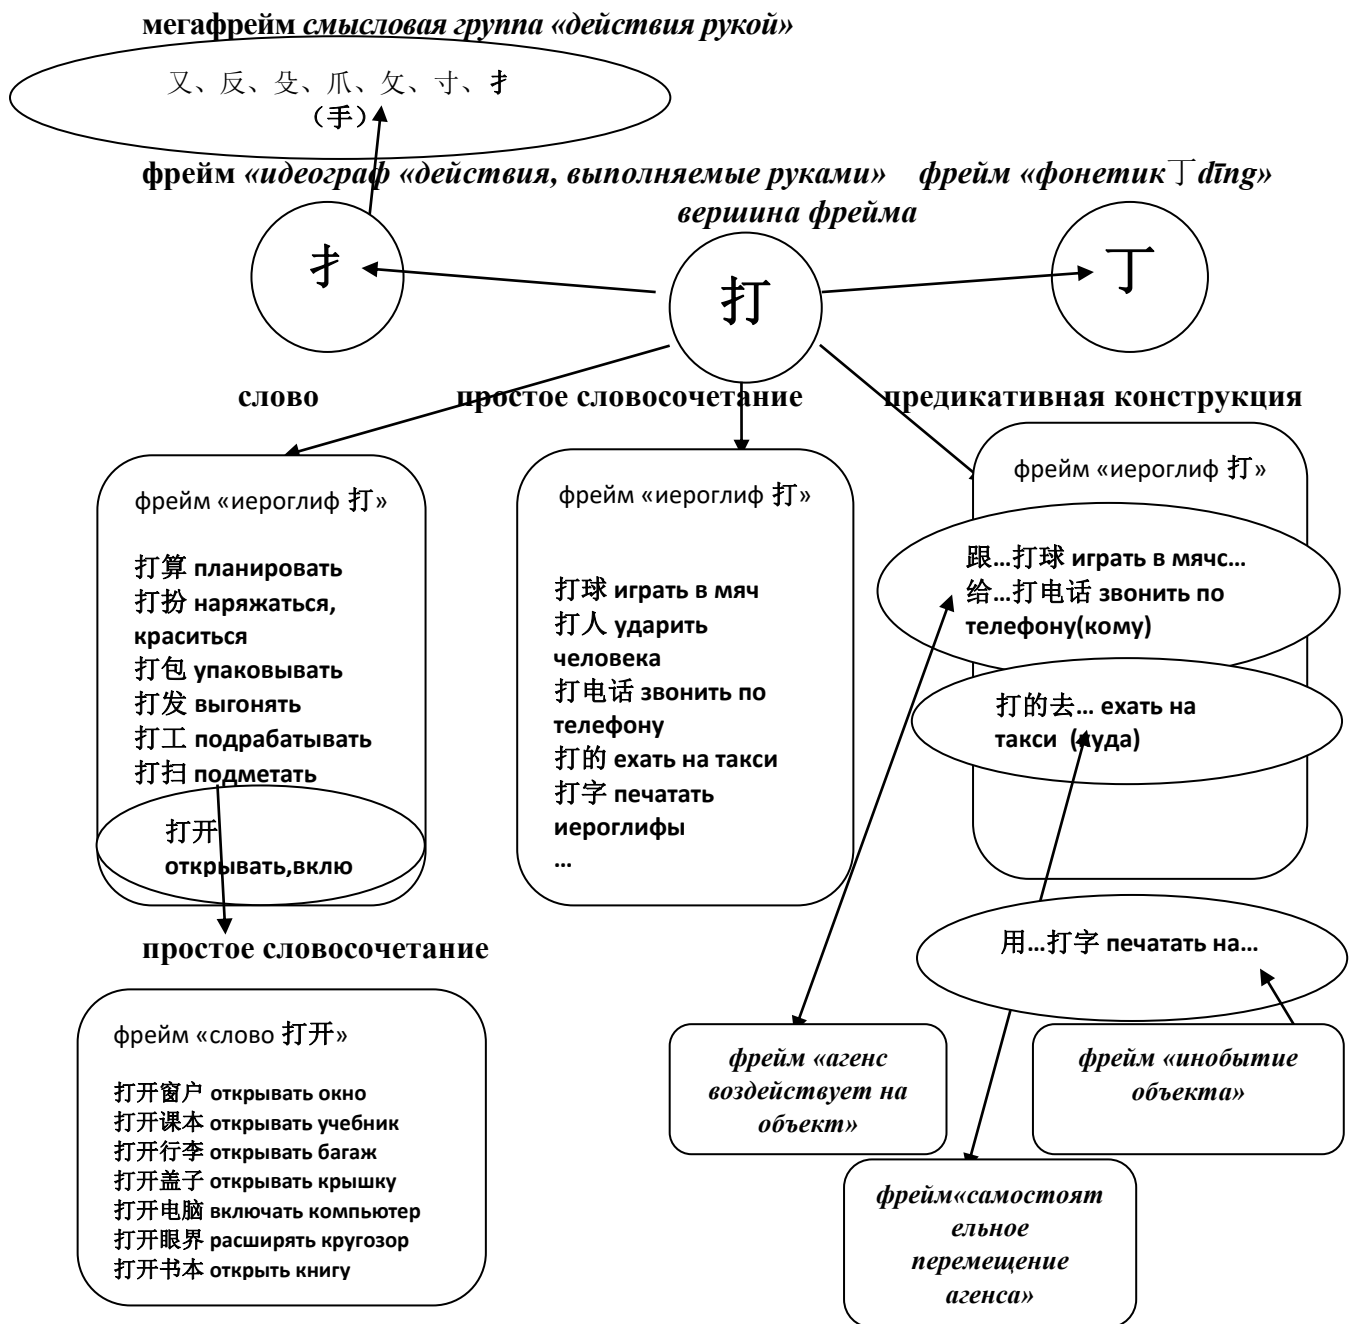 мегафрейм смысловая группа «действия рукой»
又、反、殳、爪、攵、寸、扌
（手）
фрейм «идеограф «действия, выполняемые руками» фрейм «фонетик丁 dīng»
вершина фрейма
扌
打
丁
слово
простое словосочетание
предикативная конструкция
фрейм «иероглиф 打»
打算 планировать
打扮 наряжаться,
краситься
打包 упаковывать
打发 выгонять
打工 подрабатывать
打扫 подметать
打开
открывать,вклю
фрейм «иероглиф 打»
打球 играть в мяч
打人 ударить
человека
打电话 звонить по
телефону
打的 ехать на такси
打字 печатать
иероглифы
…
фрейм «иероглиф 打»
跟…打球 играть в мячс…
给…打电话 звонить по
телефону(кому)
打的去… ехать на
такси (куда)
用…打字 печатать на…
простое словосочетание
фрейм «слово 打开»
打开窗户 открывать окно
打开课本 открывать учебник
打开行李 открывать багаж
打开盖子 открывать крышку
打开电脑 включать компьютер
打开眼界 расширять кругозор
打开书本 открыть книгу
фрейм «агенс
воздействует на
объект»
фрейм «инобытие
объекта»
фрейм«самостоят
ельное
перемещение
агенса»